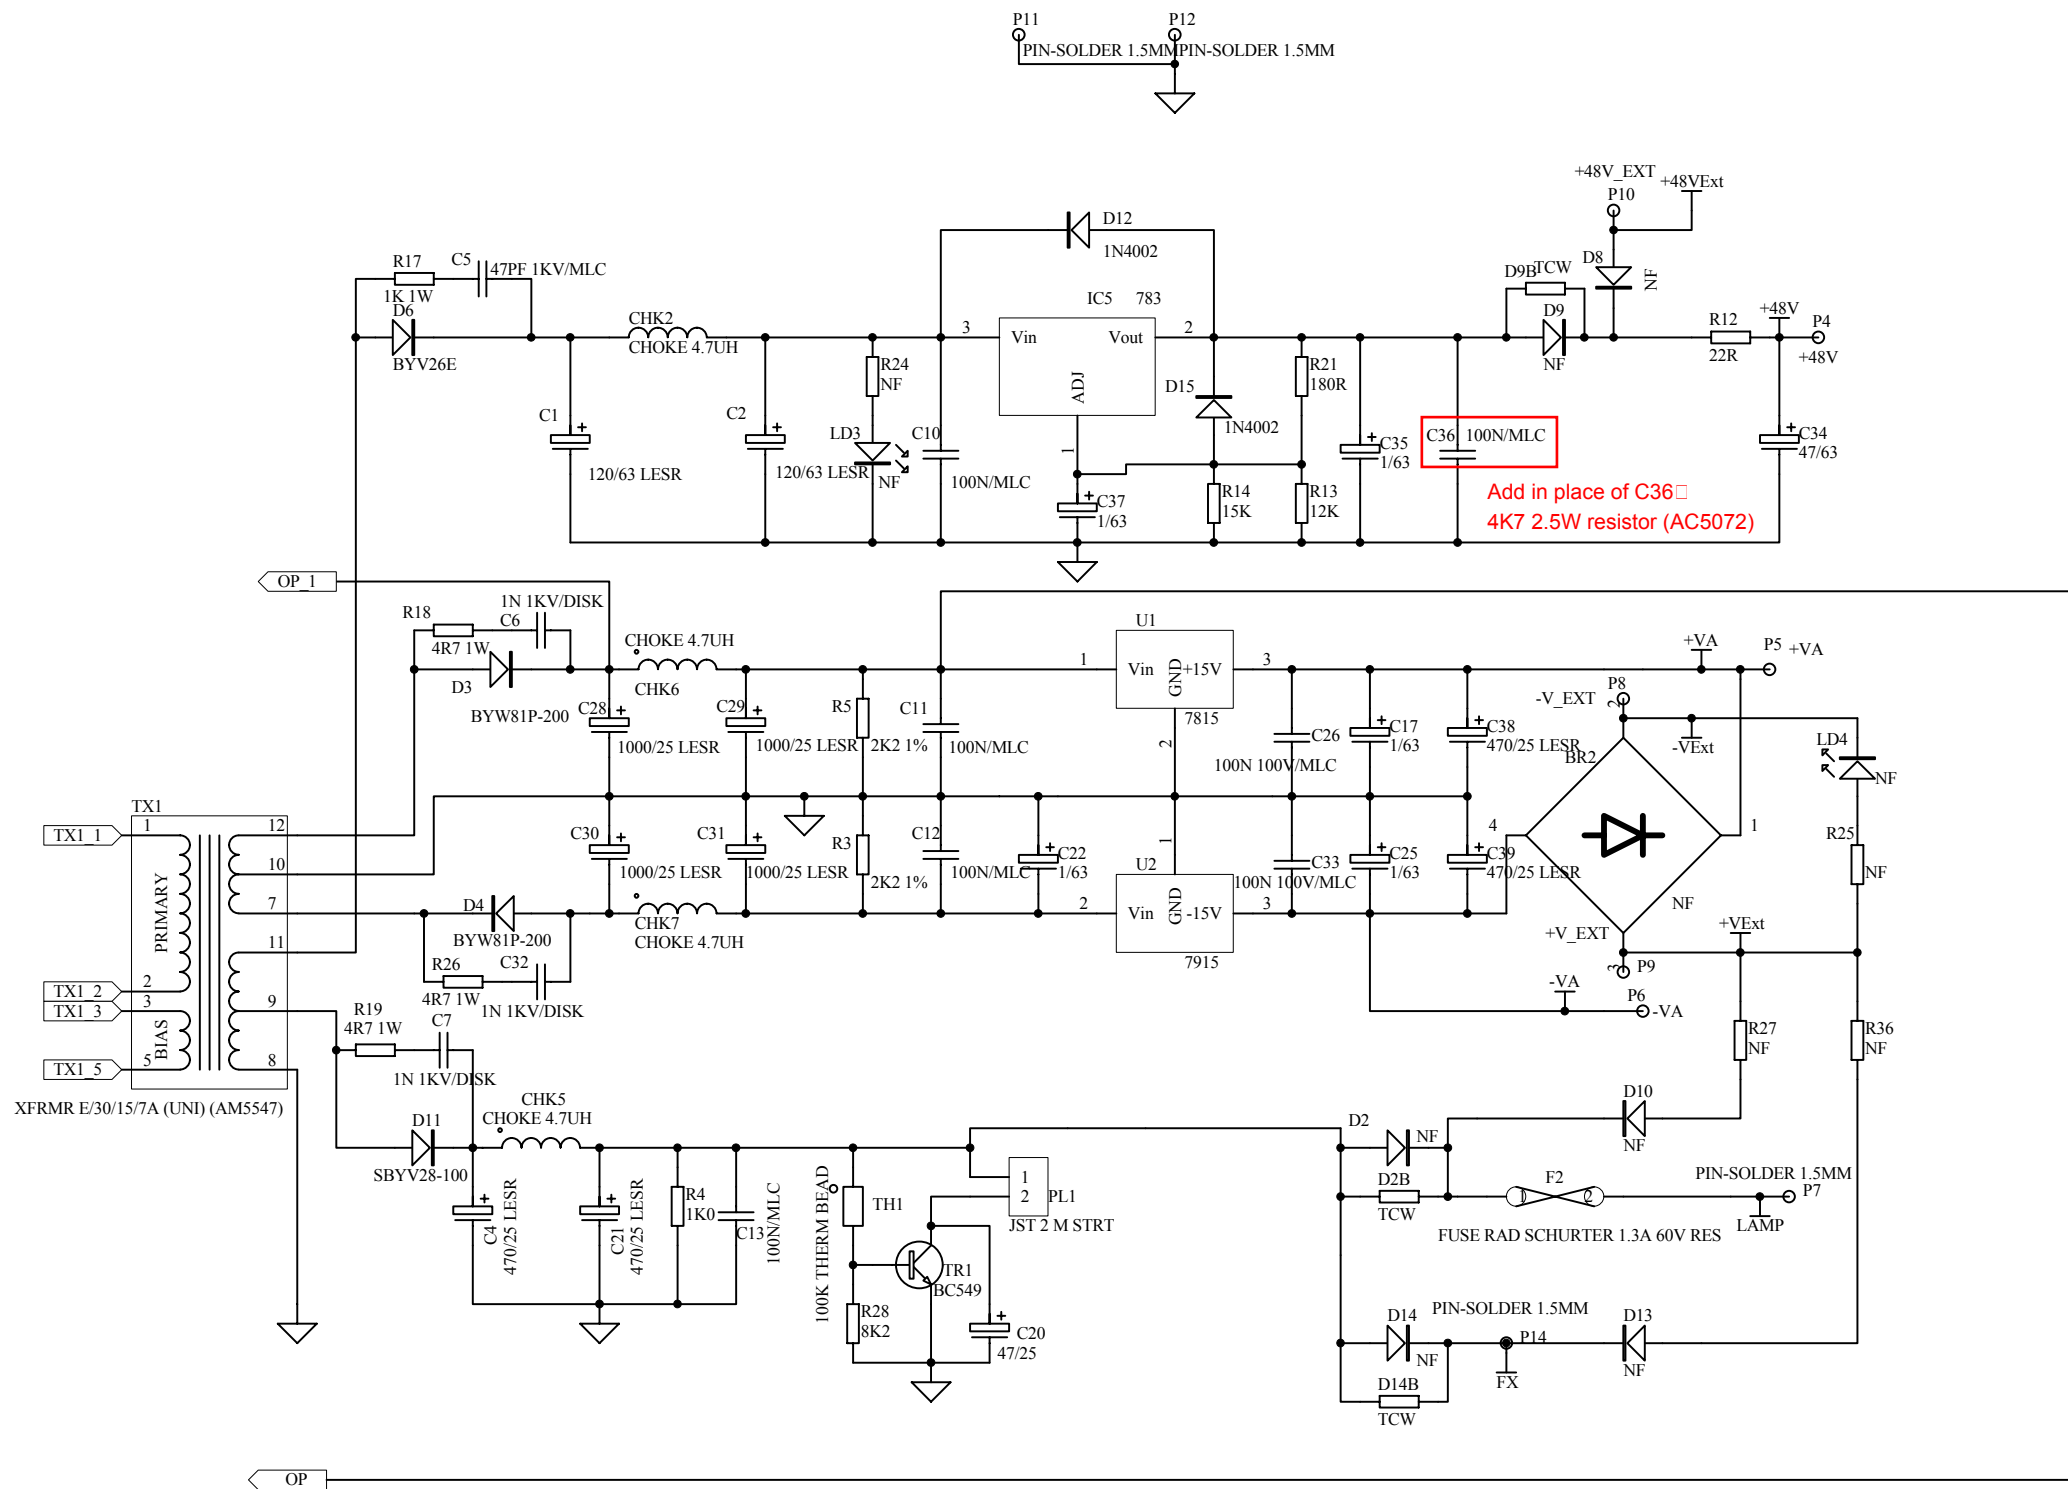 P11
P12
PIN-SOLDER 1.5MM
PIN-SOLDER 1.5MM
+48V_EXT
+48VExt
P10
D12
1N4002
R17
C5
47PF 1KV/MLC
1K 1W
D6
BYV26E
CHK2
CHOKE 4.7UH
IC5 783
3
Vin
Vout
2
ADJ
1
D9B
TCW
D8
NF
D9
NF
R12
22R
+48V
P4
+48V
R24
NF
D15
1N4002
R21
180R
C1
120/63 LESR
C2
120/63 LESR
LD3
NF
C10
100N/MLC
C37
1/63
R14
15K
R13
12K
C35
1/63
C36
100N/MLC
C34
47/63
Add in place of C36
4K7 2.5W resistor (AC5072)
OP_1
R18
1N 1KV/DISK
C6
4R7 1W
D3
BYW81P-200
CHOKE 4.7UH
CHK6
U1
1
Vin
GND
+15V
3
7815
2
+VA
P5
+VA
P8
-V_EXT
2
-VExt
LD4
NF
C28
1000/25 LESR
C29
1000/25 LESR
R5
2K2 1%
C11
100N/MLC
C26
100N 100V/MLC
C17
1/63
C38
470/25 LESR
BR2
TX1
TX1_1
1
12
10
7
11
9
8
PRIMARY
TX1_2
2
TX1_3
3
BIAS
TX1_5
5
XFRMR E/30/15/7A (UNI) (AM5547)
C30
1000/25 LESR
C31
1000/25 LESR
R3
2K2 1%
C12
100N/MLC
C22
1/63
1
U2
2
Vin
GND
-15V
3
7915
C33
100N 100V/MLC
C25
1/63
C39
470/25 LESR
4
1
NF
R25
NF
D4
BYW81P-200
CHK7
CHOKE 4.7UH
R26
C32
4R7 1W
1N 1KV/DISK
+V_EXT
3
P9
+VExt
-VA
P6
-VA
R27
NF
R36
NF
R19
4R7 1W
C7
1N 1KV/DISK
D11
SBYV28-100
CHK5
CHOKE 4.7UH
C4
470/25 LESR
C21
470/25 LESR
R4
1K0
C13
100N/MLC
100K THERM BEAD
TH1
1
2
PL1
JST 2 M STRT
TR1
BC549
R28
8K2
C20
47/25
D2
NF
D2B
TCW
D10
NF
1
F2
2
FUSE RAD SCHURTER 1.3A 60V RES
PIN-SOLDER 1.5MM
P7
LAMP
PIN-SOLDER 1.5MM
D14
NF
D14B
TCW
P14
FX
D13
NF
OP